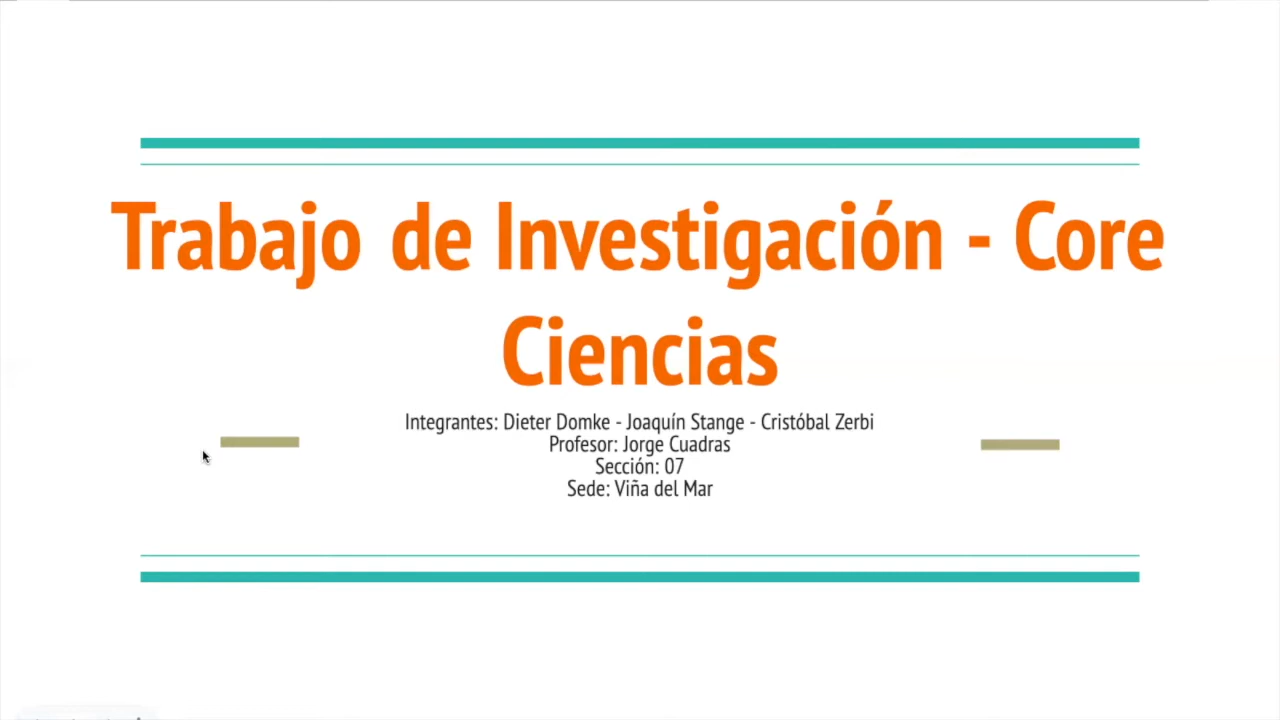 Trabajo de Investigación - Core
Ciencias
Integrantes: Dieter Domke - Joaquín Stange - Cristóbal Zerbi
Profesor: Jorge Cuadras
Sección: 07
Sede: Viña del Mar